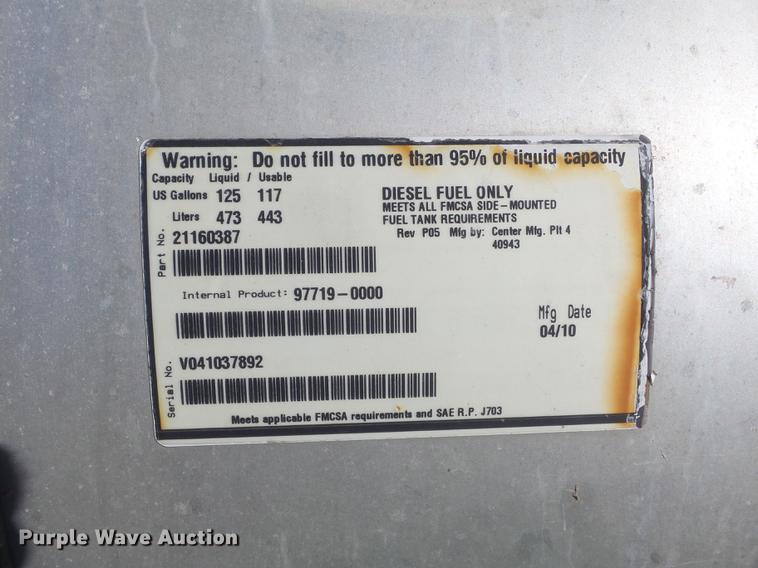 Warning: Do not fill to more than 95% of liquid capacity
Capacity Liquid / Usable
US Gallons 125 117
Liters 473 443
DIESEL FUEL ONLY
MEETS ALL FMCSA SIDE-MOUNTED
FUEL TANK REQUIREMENTS
Rev P05 Mfg by: Center Mfg. Plt 4
40943
Part No.
21160387
Internal Product: 97719-0000
Mfg Date
04/10
Serial No.
V041037892
Meets applicable FMCSA requirements and SAE R.P. J703
Purple Wave Auction